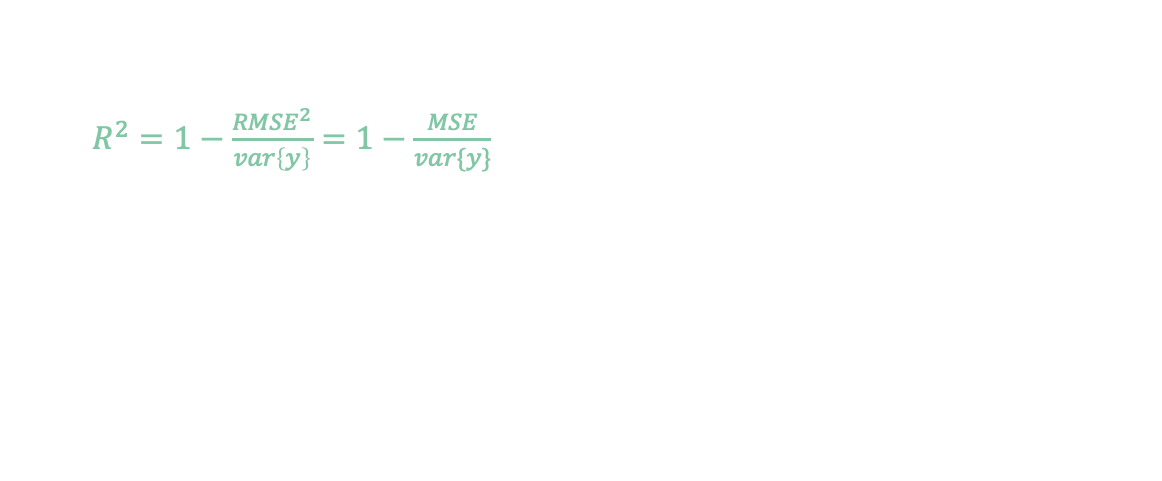 R² = 1 − RMSE²/var{y} = 1 − MSE/var{y}